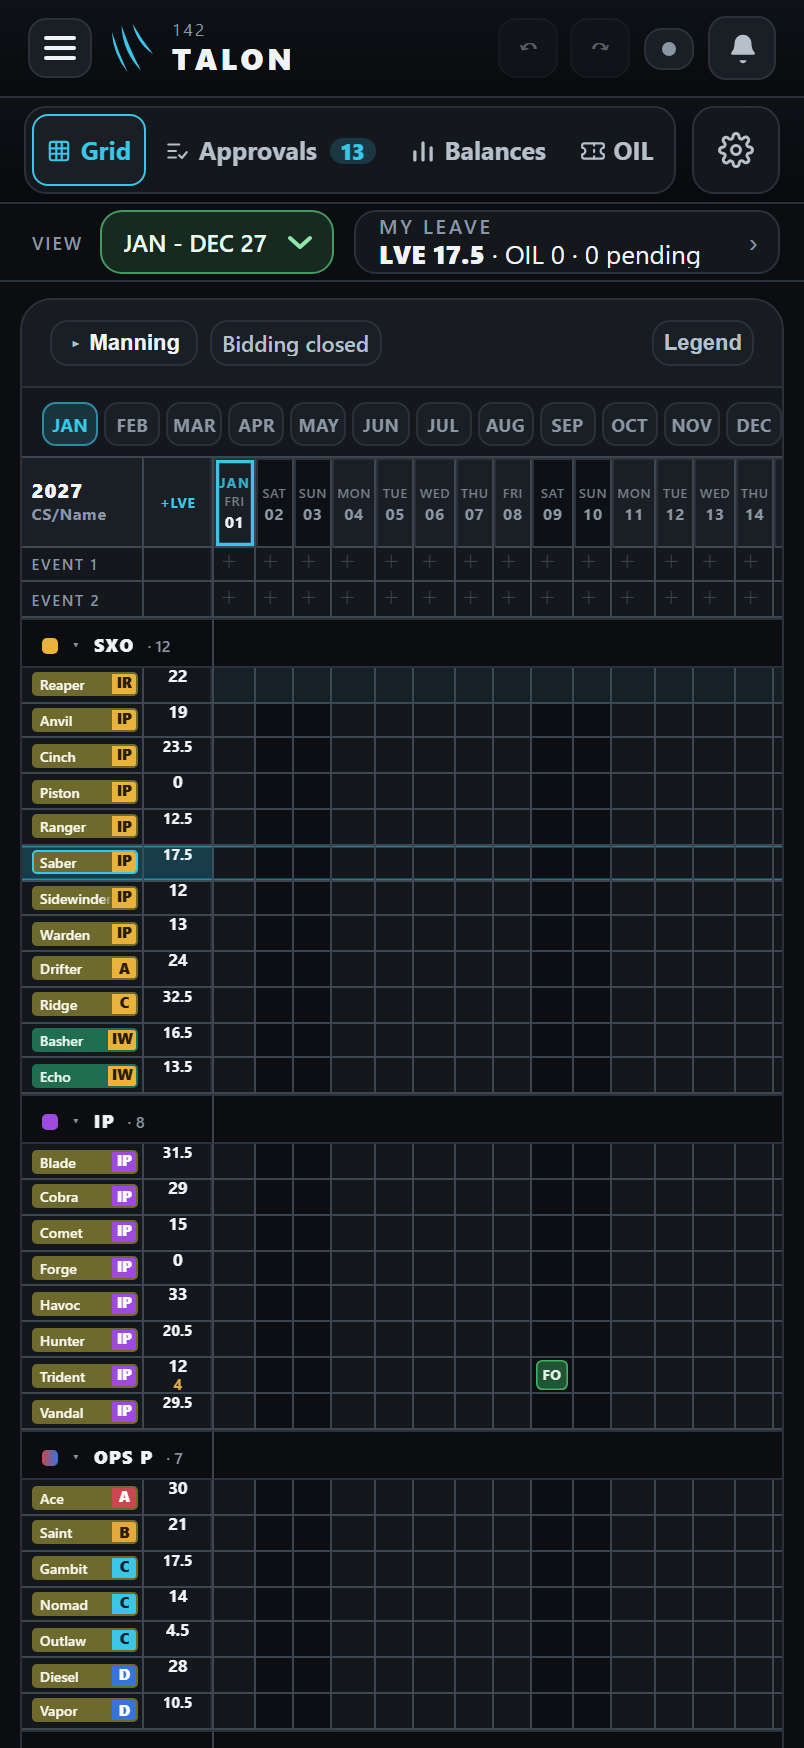 142
TALON
Grid
Approvals 13
Balances
OIL
VIEW
JAN - DEC 27
MY LEAVE
LVE 17.5 · OIL 0 · 0 pending
Manning
Bidding closed
Legend
JAN FEB MAR APR MAY JUN JUL AUG SEP OCT NOV DEC
2027
CS/Name
+LVE
JAN FRI 01
SAT 02
SUN 03
MON 04
TUE 05
WED 06
THU 07
FRI 08
SAT 09
SUN 10
MON 11
TUE 12
WED 13
THU 14
EVENT 1 + + + + + + + + + + + + + +
EVENT 2 + + + + + + + + + + + + + +
SXO · 12
Reaper IR 22
Anvil IP 19
Cinch IP 23.5
Piston IP 0
Ranger IP 12.5
Saber IP 17.5
Sidewinder IP 12
Warden IP 13
Drifter A 24
Ridge C 32.5
Basher IW 16.5
Echo IW 13.5
IP · 8
Blade IP 31.5
Cobra IP 29
Comet IP 15
Forge IP 0
Havoc IP 33
Hunter IP 20.5
Trident IP 12 4 FO
Vandal IP 29.5
OPS P · 7
Ace A 30
Saint B 21
Gambit C 17.5
Nomad C 14
Outlaw C 4.5
Diesel D 28
Vapor D 10.5